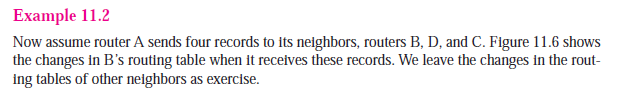 Example 11.2
Now assume router A sends four records to its neighbors, routers B, D, and C. Figure 11.6 shows
the changes in B's routing table when it receives these records. We leave the changes in the rout-
ing tables of other neighbors as exercise.